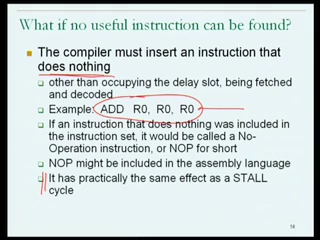 What if no useful instruction can be found?
The compiler must insert an instruction that
does nothing
other than occupying the delay slot, being fetched
and decoded
Example: ADD R0, R0, R0
If an instruction that does nothing was included in
the instruction set, it would be called a No-
Operation instruction, or NOP for short
NOP might be included in the assembly language
It has practically the same effect as a STALL
cycle